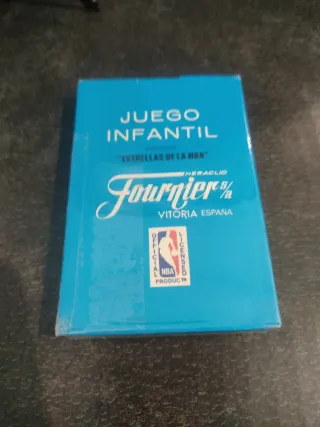 JUEGO
INFANTIL
"ESTRELLAS DE LA NBA"
HERACLIO
Fournier S/A
VITORIA ESPAÑA
OFFICIAL
LICENSED
NBA
PRODUCT®